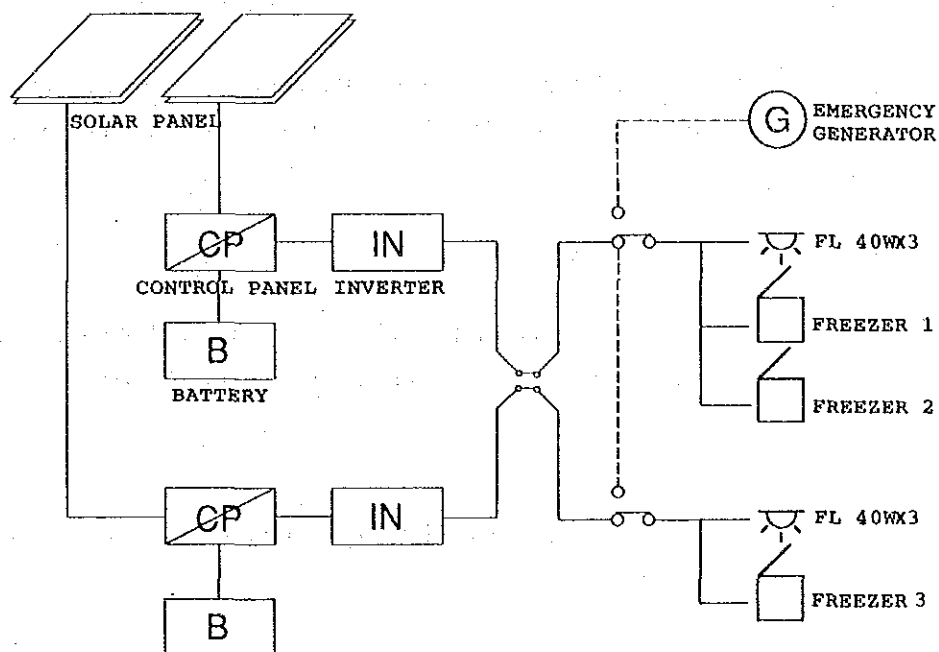 SOLAR PANEL
G
EMERGENCY
GENERATOR
CP
IN
FL 40WX3
CONTROL PANEL
INVERTER
FREEZER 1
B
BATTERY
FREEZER 2
CP
IN
FL 40WX3
B
FREEZER 3